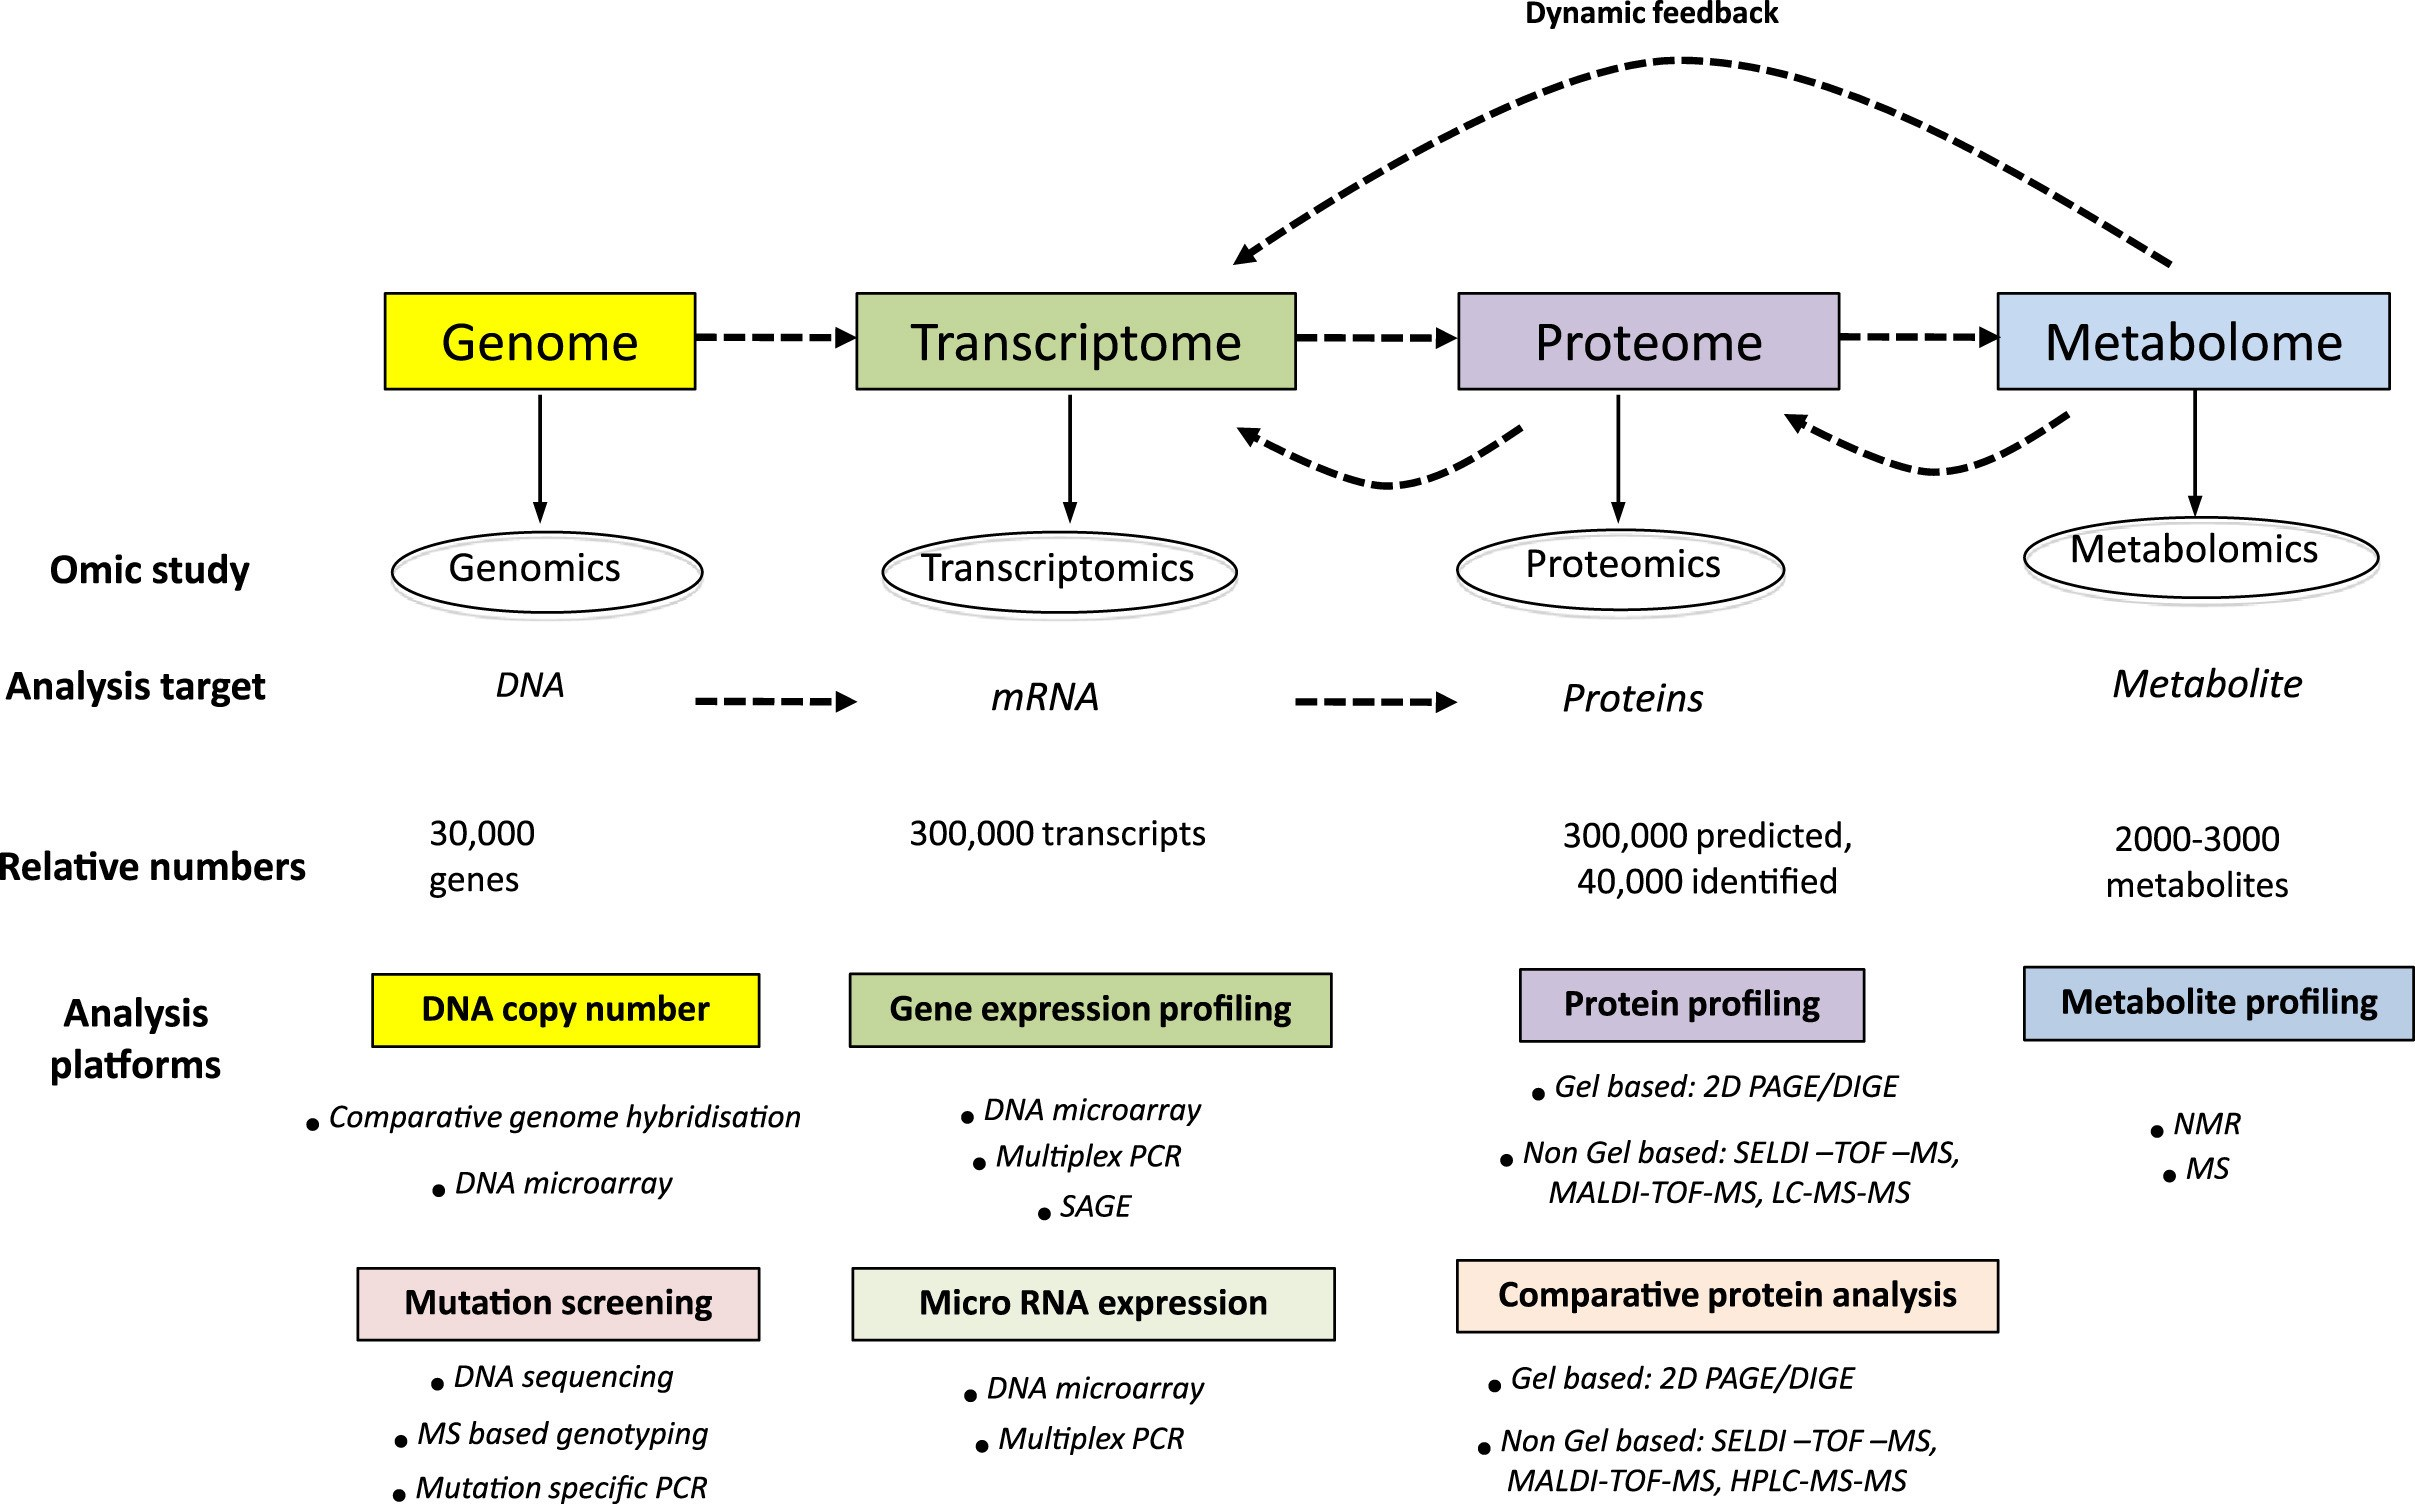 Dynamic feedback
Genome
Transcriptome
Proteome
Metabolome
Omic study
Genomics
Transcriptomics
Proteomics
Metabolomics
Analysis target
DNA
mRNA
Proteins
Metabolite
Relative numbers
30,000
genes
300,000 transcripts
300,000 predicted,
40,000 identified
2000-3000
metabolites
Analysis
platforms
DNA copy number
• Comparative genome hybridisation
• DNA microarray
Mutation screening
• DNA sequencing
• MS based genotyping
• Mutation specific PCR
Gene expression profiling
• DNA microarray
• Multiplex PCR
• SAGE
Micro RNA expression
• DNA microarray
• Multiplex PCR
Protein profiling
• Gel based: 2D PAGE/DIGE
• Non Gel based: SELDI –TOF –MS,
MALDI-TOF-MS, LC-MS-MS
Comparative protein analysis
• Gel based: 2D PAGE/DIGE
• Non Gel based: SELDI –TOF –MS,
MALDI-TOF-MS, HPLC-MS-MS
Metabolite profiling
• NMR
• MS